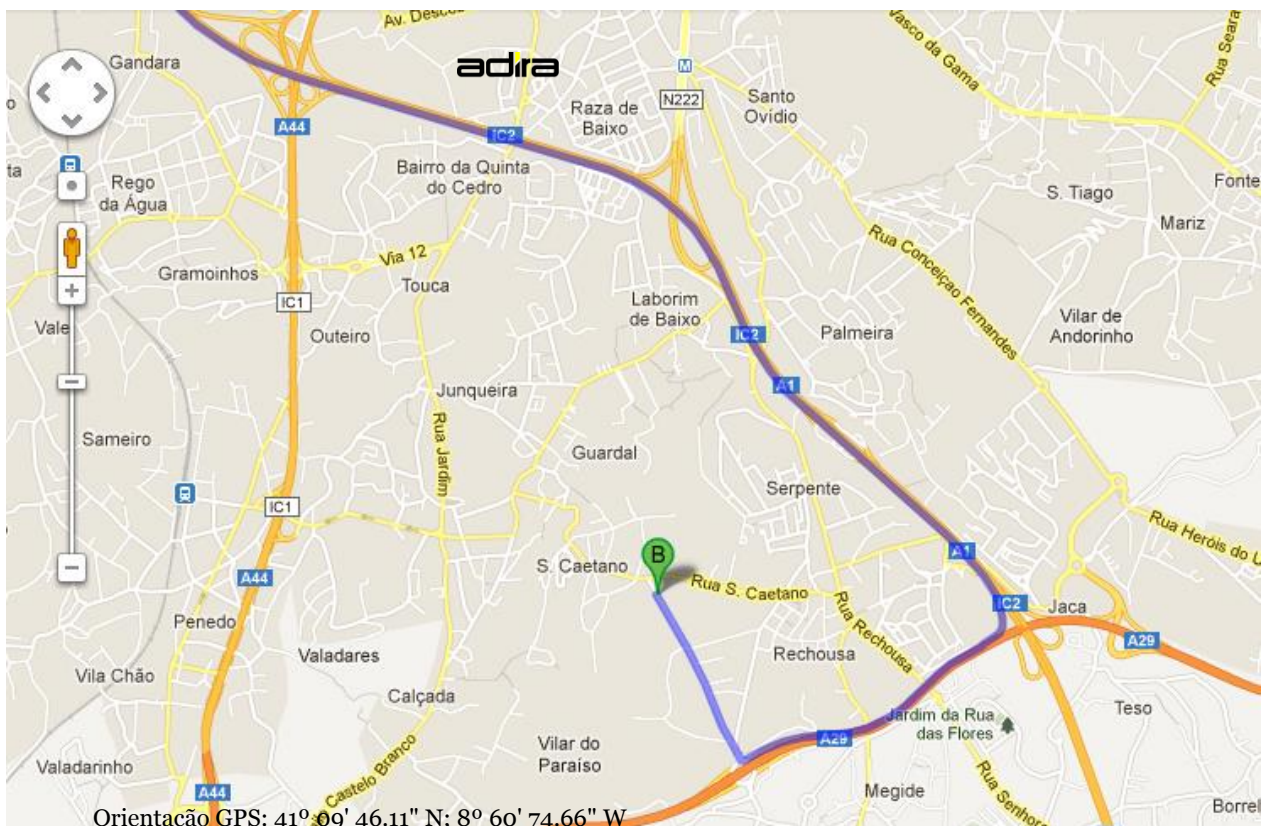 Av. Desco
Gandara
adira
M
N222
Vasco da Gama
Rua Seara
A44
IC2
Raza de
Baixo
Santo
Ovídio
ta
Rego
da Água
Bairro da Quinta
do Cedro
S. Tiago
Fonte
Mariz
Via 12
Gramoinhos
Touca
Rua Conceiçao Fernandes
IC1
Vale
Outeiro
Laborim
de Baixo
IC2
Palmeira
Vilar de
Andorinho
A1
Junqueira
Rua Jardim
Sameiro
Guardal
Serpente
IC1
Rua Heróis do U
A1
B
S. Caetano
Rua S. Caetano
A44
IC2
Jaca
Penedo
Rua Rechousa
A29
Valadares
Rechousa
Vila Chão
Calçada
Teso
Jardim da Rua
das Flores
A29
Vilar do
Paraíso
Valadarinho
Castelo Branco
Megide
Rua Senhor
A44
Borrel
Orientação GPS: 41º 09' 46.11" N; 8º 60' 74.66" W